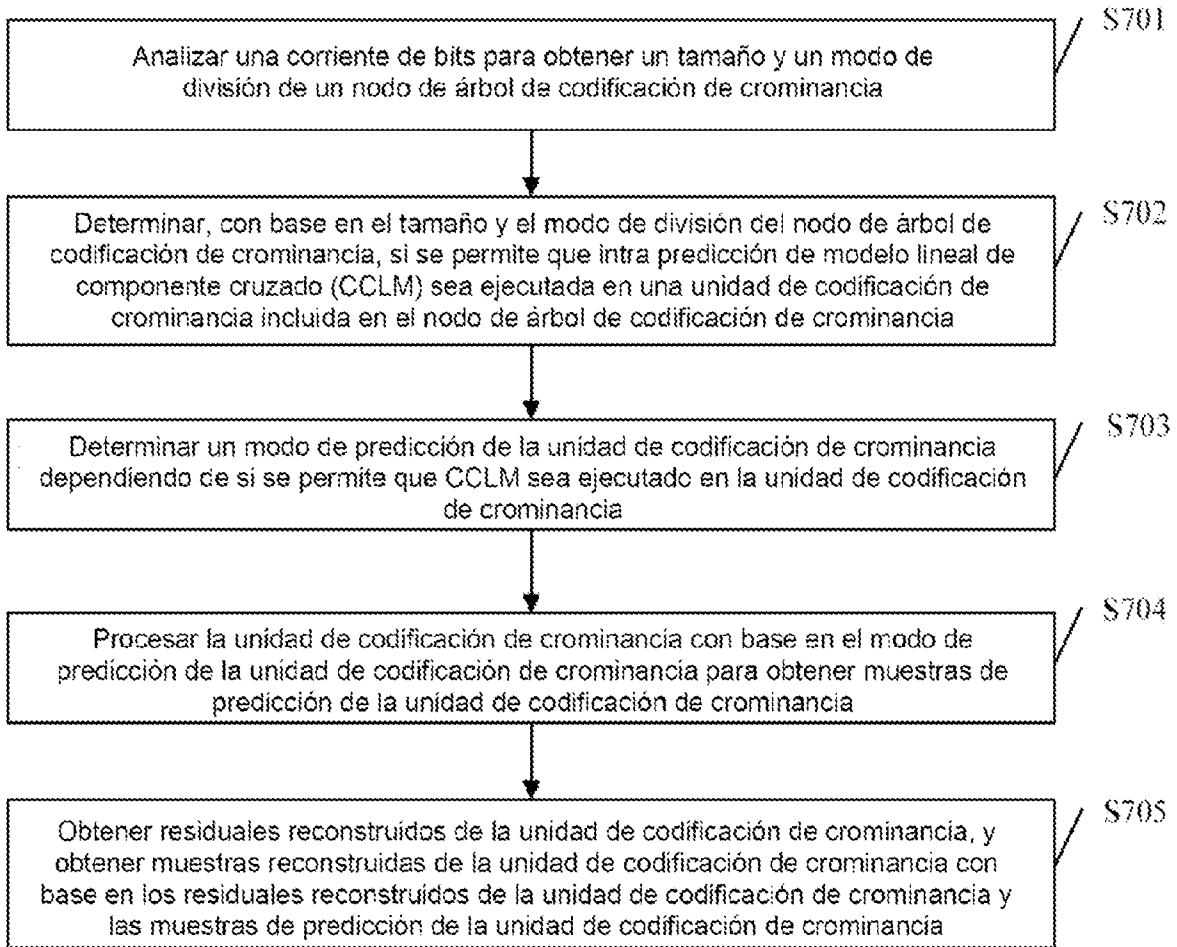 S701
Analizar una corriente de bits para obtener un tamaño y un modo de
división de un nodo de árbol de codificación de crominancia
S702
Determinar, con base en el tamaño y el modo de división del nodo de árbol de
codificación de crominancia, si se permite que intra predicción de modelo lineal de
componente cruzado (CCLM) sea ejecutada en una unidad de codificación de
crominancia incluida en el nodo de árbol de codificación de crominancia
S703
Determinar un modo de predicción de la unidad de codificación de crominancia
dependiendo de si se permite que CCLM sea ejecutado en la unidad de codificación
de crominancia
S704
Procesar la unidad de codificación de crominancia con base en el modo de
predicción de la unidad de codificación de crominancia para obtener muestras de
predicción de la unidad de codificación de crominancia
S705
Obtener residuales reconstruidos de la unidad de codificación de crominancia, y
obtener muestras reconstruidas de la unidad de codificación de crominancia con
base en los residuales reconstruidos de la unidad de codificación de crominancia y
las muestras de predicción de la unidad de codificación de crominancia